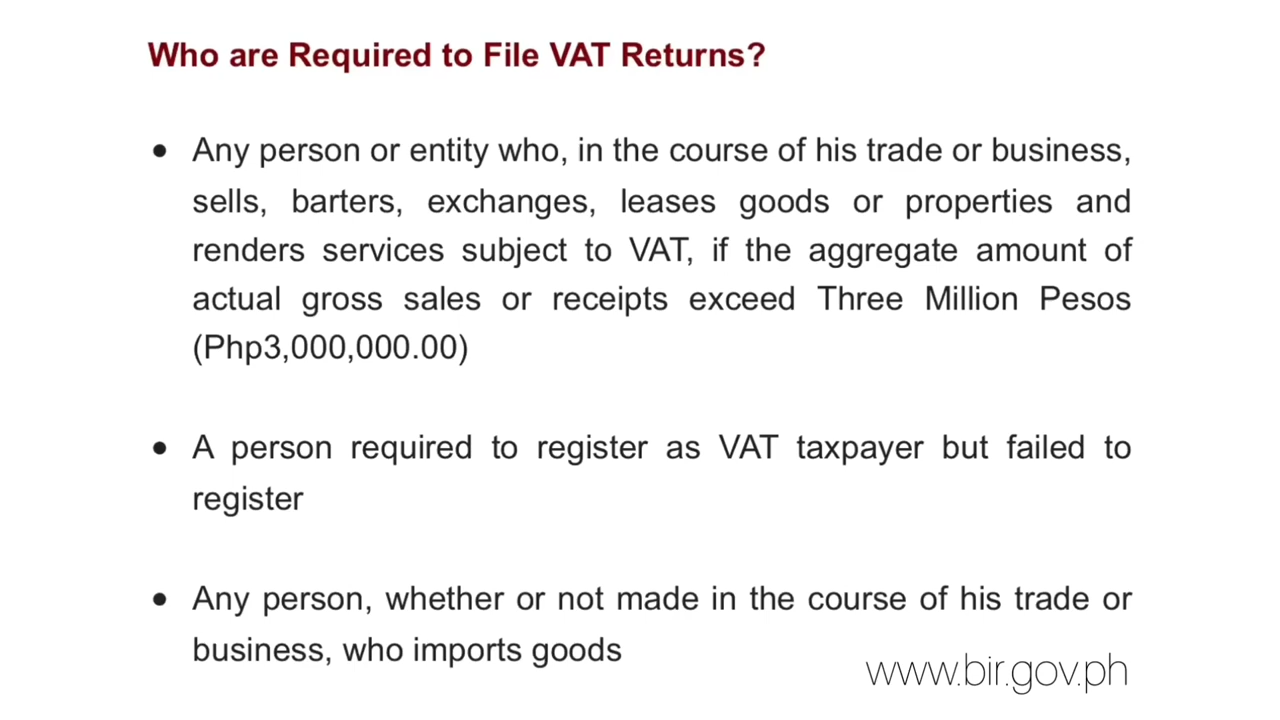 Who are Required to File VAT Returns?
● Any person or entity who, in the course of his trade or business,
sells, barters, exchanges, leases goods or properties and
renders services subject to VAT, if the aggregate amount of
actual gross sales or receipts exceed Three Million Pesos
(Php3,000,000.00)
● A person required to register as VAT taxpayer but failed to
register
● Any person, whether or not made in the course of his trade or
business, who imports goods
www.bir.gov.ph